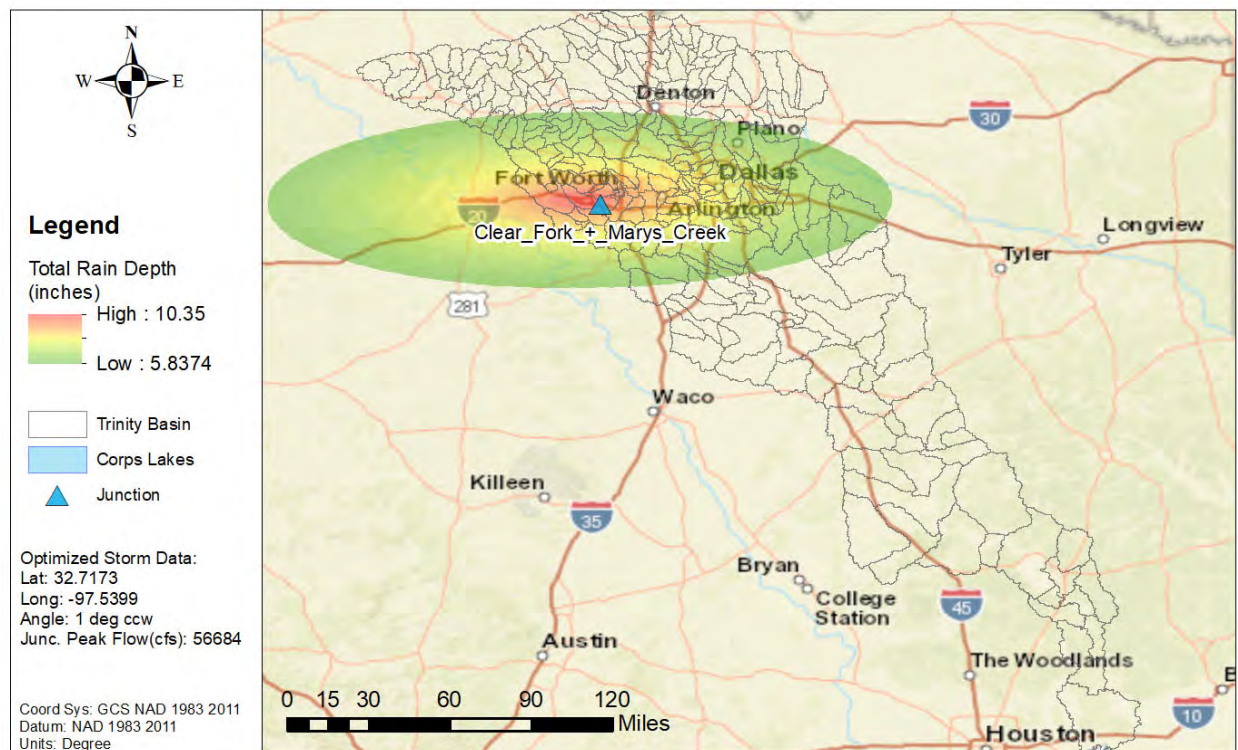 N
W
E
S
Legend
Total Rain Depth
(inches)
High : 10.35
Low : 5.8374
Trinity Basin
Corps Lakes
Junction
Optimized Storm Data:
Lat: 32.7173
Long: -97.5399
Angle: 1 deg ccw
Junc. Peak Flow(cfs): 56684
Coord Sys: GCS NAD 1983 2011
Datum: NAD 1983 2011
Units: Degree
Denton
30
Plano
Dallas
Fort Worth
20
Arlington
Clear_Fork_+_Marys_Creek
Longview
Tyler
281
Waco
Killeen
35
Bryan
College
Station
45
Austin
The Woodlands
B
10
Houston
0 15 30 60 90 120
Miles